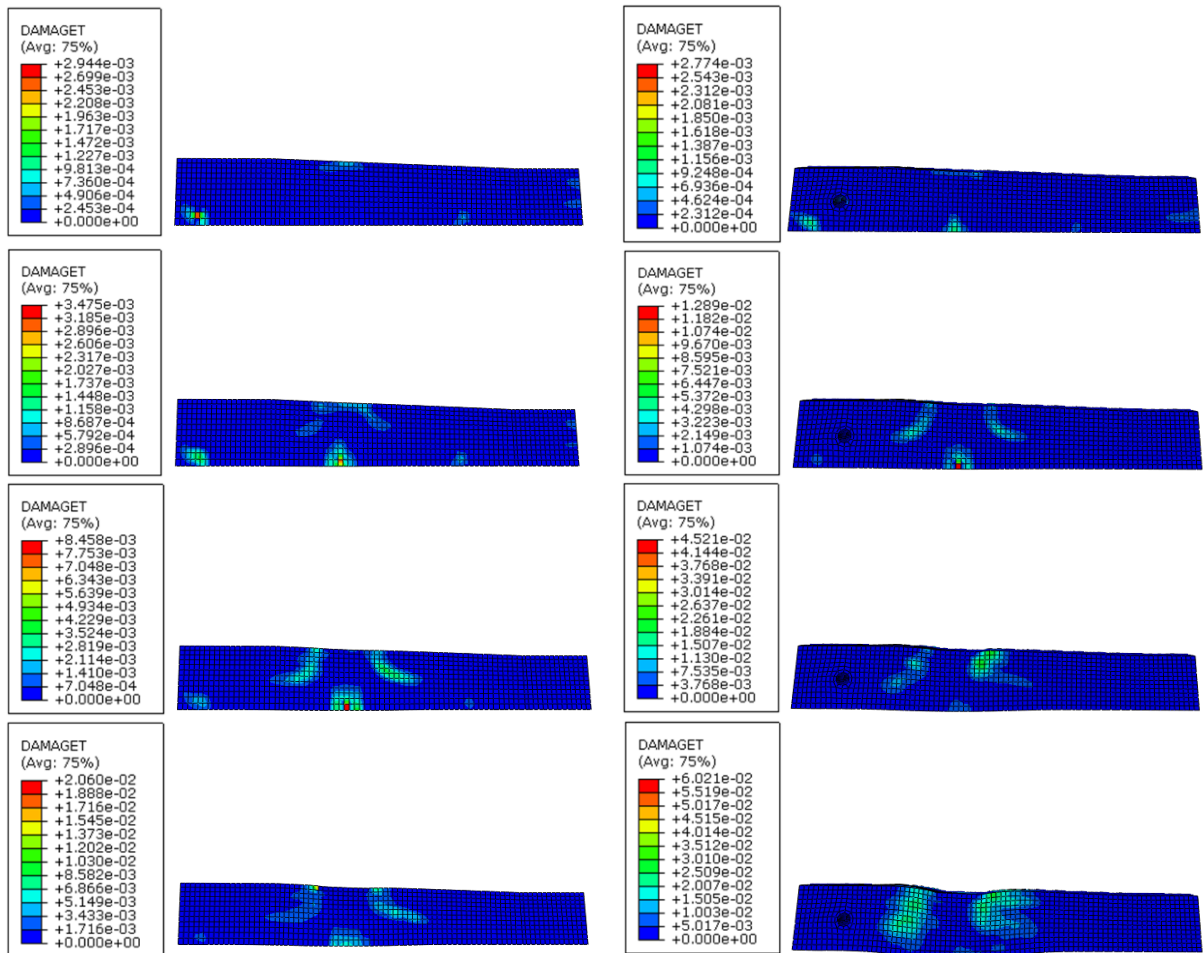 DAMAGET
(Avg: 75%)
+2.944e-03
+2.699e-03
+2.453e-03
+2.208e-03
+1.963e-03
+1.717e-03
+1.472e-03
+1.227e-03
+9.813e-04
+7.360e-04
+4.906e-04
+2.453e-04
+0.000e+00
DAMAGET
(Avg: 75%)
+2.774e-03
+2.543e-03
+2.312e-03
+2.081e-03
+1.850e-03
+1.618e-03
+1.387e-03
+1.156e-03
+9.248e-04
+6.936e-04
+4.624e-04
+2.312e-04
+0.000e+00
DAMAGET
(Avg: 75%)
+3.475e-03
+3.185e-03
+2.896e-03
+2.606e-03
+2.317e-03
+2.027e-03
+1.737e-03
+1.448e-03
+1.158e-03
+8.687e-04
+5.792e-04
+2.896e-04
+0.000e+00
DAMAGET
(Avg: 75%)
+1.289e-02
+1.182e-02
+1.074e-02
+9.670e-03
+8.595e-03
+7.521e-03
+6.447e-03
+5.372e-03
+4.298e-03
+3.223e-03
+2.149e-03
+1.074e-03
+0.000e+00
DAMAGET
(Avg: 75%)
+8.458e-03
+7.753e-03
+7.048e-03
+6.343e-03
+5.639e-03
+4.934e-03
+4.229e-03
+3.524e-03
+2.819e-03
+2.114e-03
+1.410e-03
+7.048e-04
+0.000e+00
DAMAGET
(Avg: 75%)
+4.521e-02
+4.144e-02
+3.768e-02
+3.391e-02
+3.014e-02
+2.637e-02
+2.261e-02
+1.884e-02
+1.507e-02
+1.130e-02
+7.535e-03
+3.768e-03
+0.000e+00
DAMAGET
(Avg: 75%)
+2.060e-02
+1.888e-02
+1.716e-02
+1.545e-02
+1.373e-02
+1.202e-02
+1.030e-02
+8.582e-03
+6.866e-03
+5.149e-03
+3.433e-03
+1.716e-03
+0.000e+00
DAMAGET
(Avg: 75%)
+6.021e-02
+5.519e-02
+5.017e-02
+4.515e-02
+4.014e-02
+3.512e-02
+3.010e-02
+2.509e-02
+2.007e-02
+1.505e-02
+1.003e-02
+5.017e-03
+0.000e+00